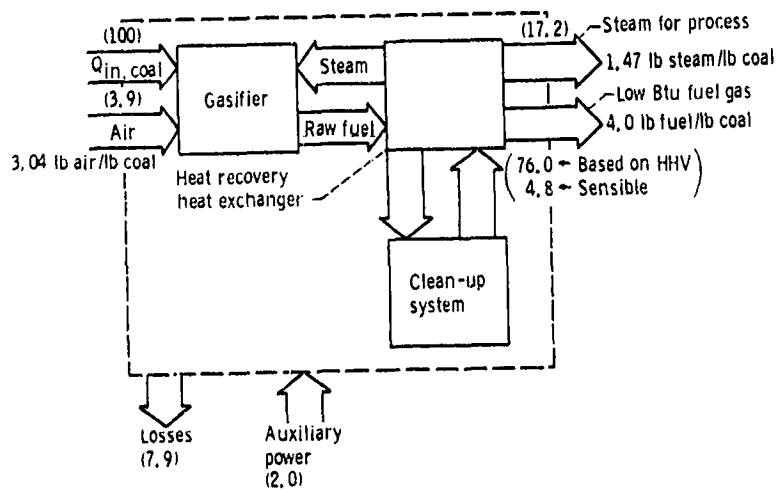 (100)
Q in, coal
(3, 9)
Air
3, 04 lb air/lb coal
Gasifier
Steam
Raw fuel
Heat recovery
heat exchanger
(17, 2)
Steam for process
1, 47 lb steam/lb coal
Low Btu fuel gas
4, 0 lb fuel/lb coal
76.0 ← Based on HHV
4, 8 ← Sensible
Clean-up
system
Losses
(7, 9)
Auxiliary
power
(2, 0)